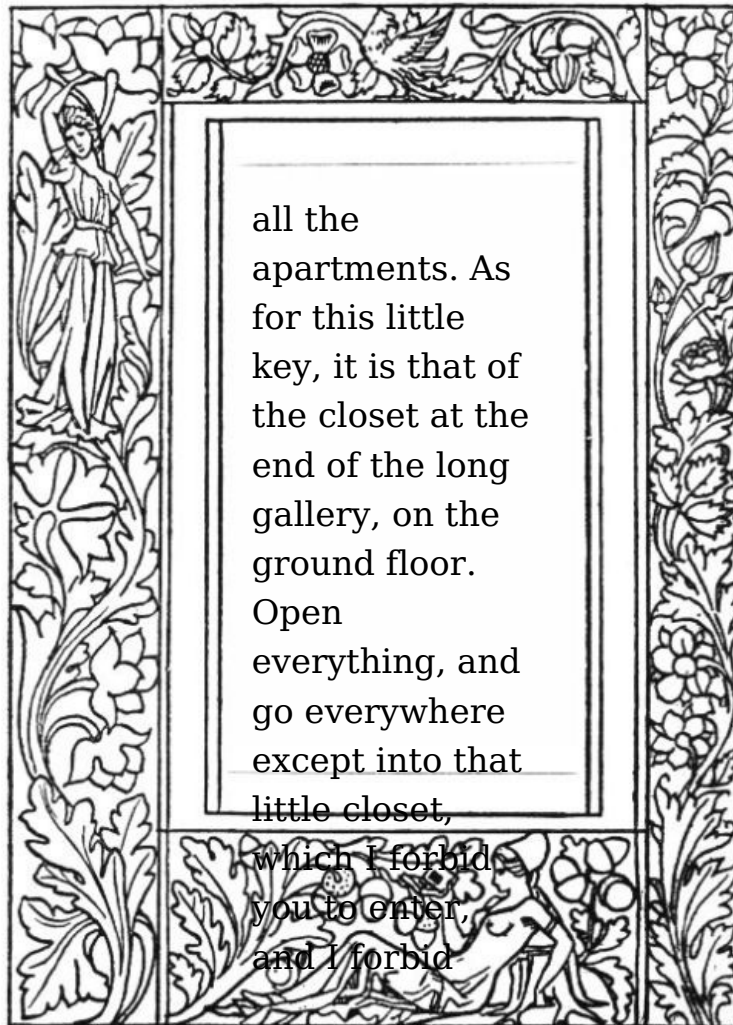 all the
apartments. As
for this little
key, it is that of
the closet at the
end of the long
gallery, on the
ground floor.
Open
everything, and
go everywhere
except into that
little closet,
which I forbid
you to enter,
and I forbid